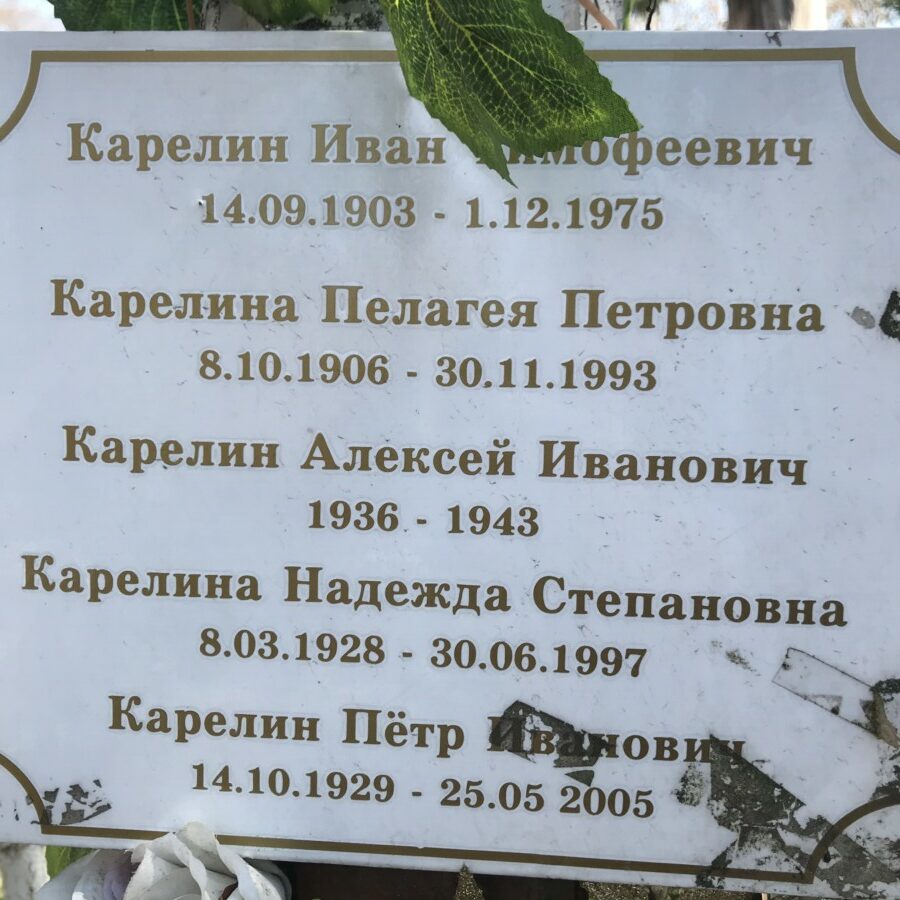 Карелин Иван Тимофеевич
14.09.1903 - 1.12.1975
Карелина Пелагея Петровна
8.10.1906 - 30.11.1993
Карелин Алексей Иванович
1936 - 1943
Карелина Надежда Степановна
8.03.1928 - 30.06.1997
Карелин Пётр Иванович
14.10.1929 - 25.05 2005